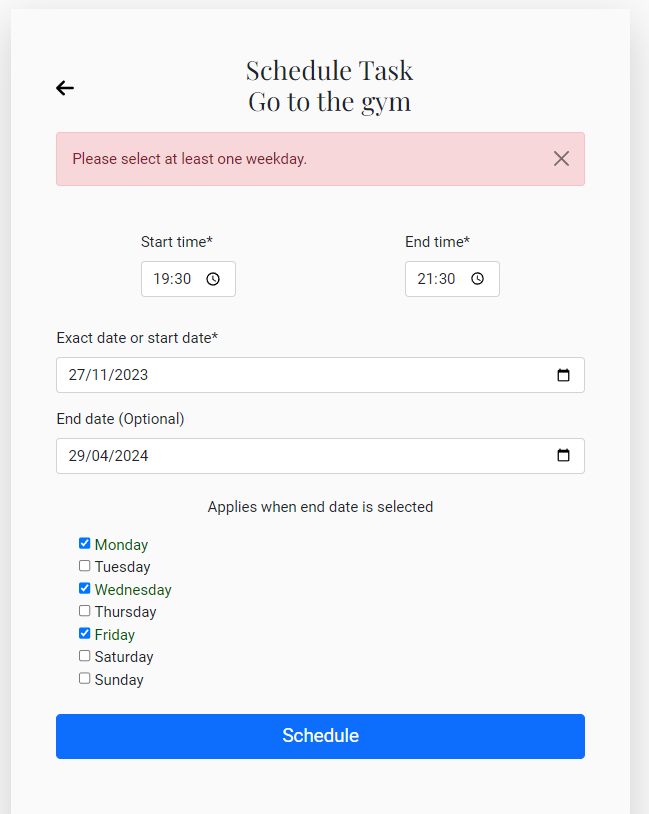 Schedule Task
Go to the gym
Please select at least one weekday.
Start time*
End time*
19:30
21:30
Exact date or start date*
27/11/2023
End date (Optional)
29/04/2024
Applies when end date is selected
Monday
Tuesday
Wednesday
Thursday
Friday
Saturday
Sunday
Schedule